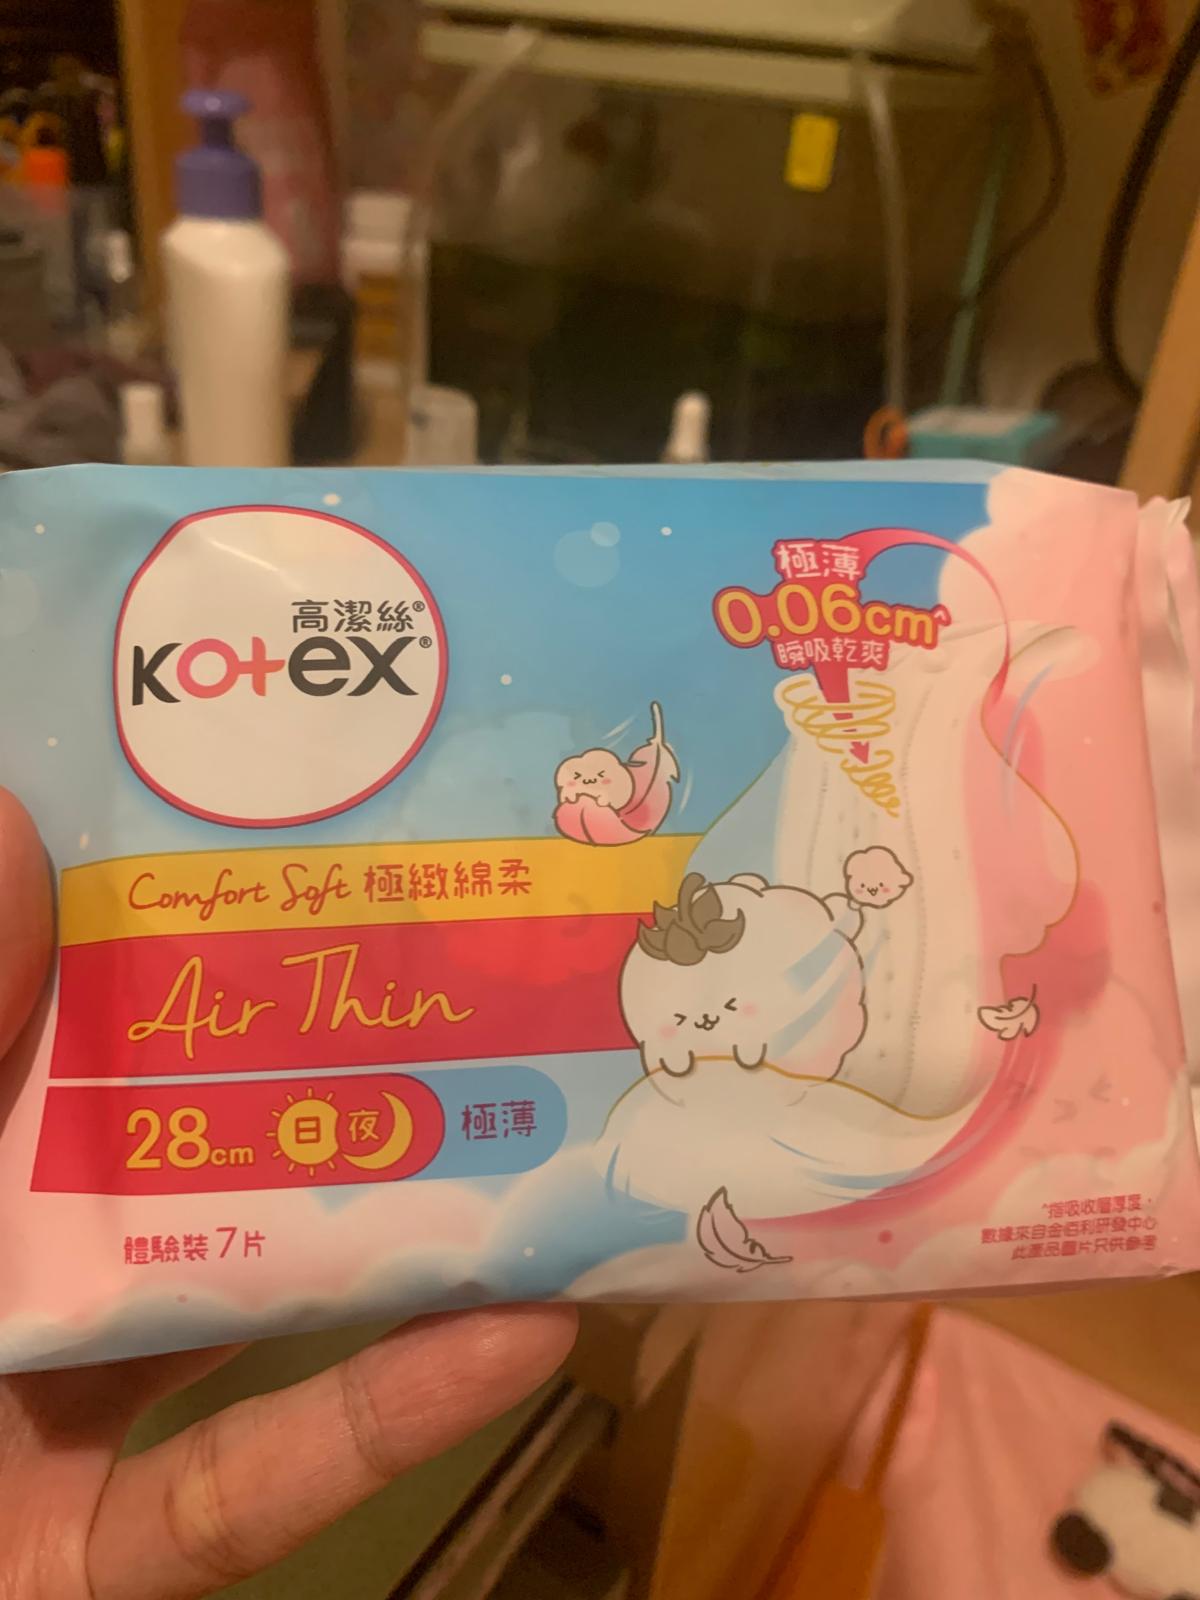 高潔絲®
Kotex®
極薄
0.06cm^
瞬吸乾爽
Comfort Soft 極緻綿柔
Air Thin
28cm 日 夜 極薄
體驗裝 7片
^指吸收層厚度，
數據來自金佰利研發中心
此產品圖片只供參考